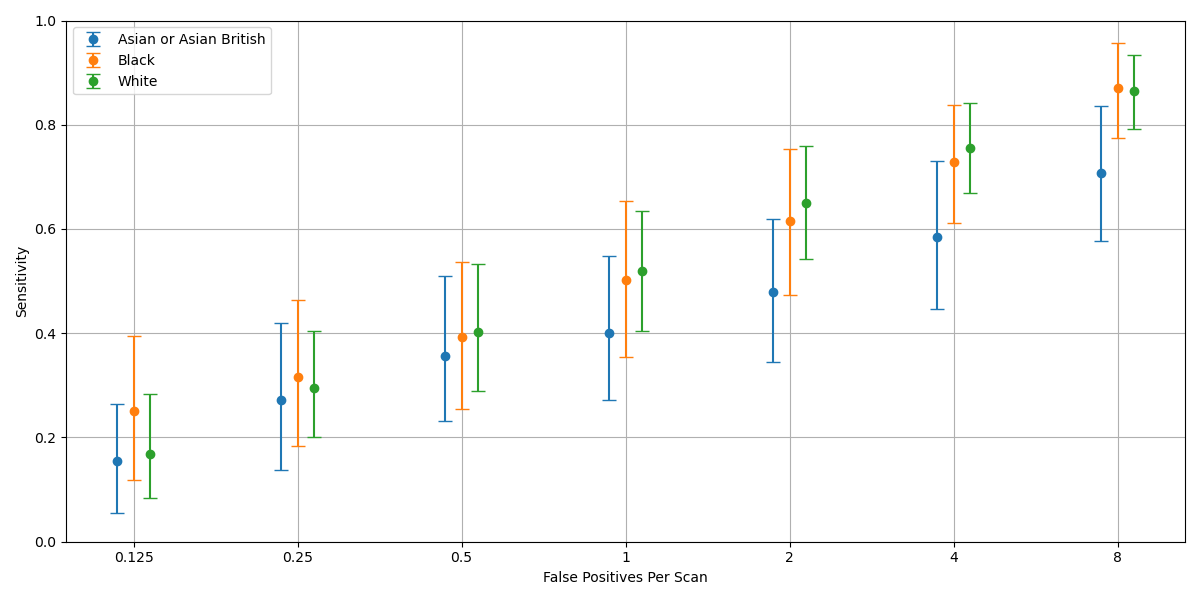 Asian or Asian British
Black
White
Sensitivity
1.0
0.8
0.6
0.4
0.2
0.0
0.125 0.25 0.5 1 2 4 8
False Positives Per Scan